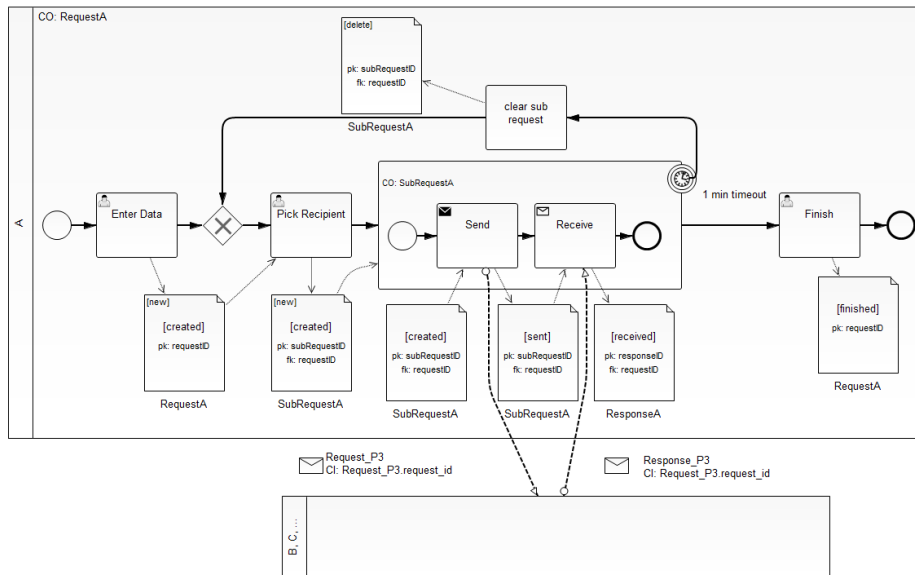 CO: RequestA
[delete]
pk: subRequestID
fk: requestID
SubRequestA
clear sub
request
1 min timeout
A
Enter Data
Pick Recipient
CO: SubRequestA
Send
Receive
Finish
[new]
[created]
pk: requestID
RequestA
[new]
[created]
pk: subRequestID
fk: requestID
SubRequestA
[created]
pk: subRequestID
fk: requestID
SubRequestA
[sent]
pk: subRequestID
fk: requestID
SubRequestA
[received]
pk: responseID
fk: requestID
ResponseA
[finished]
pk: requestID
RequestA
Request_P3
CI: Request_P3.request_id
Response_P3
CI: Request_P3.request_id
B, C, ...